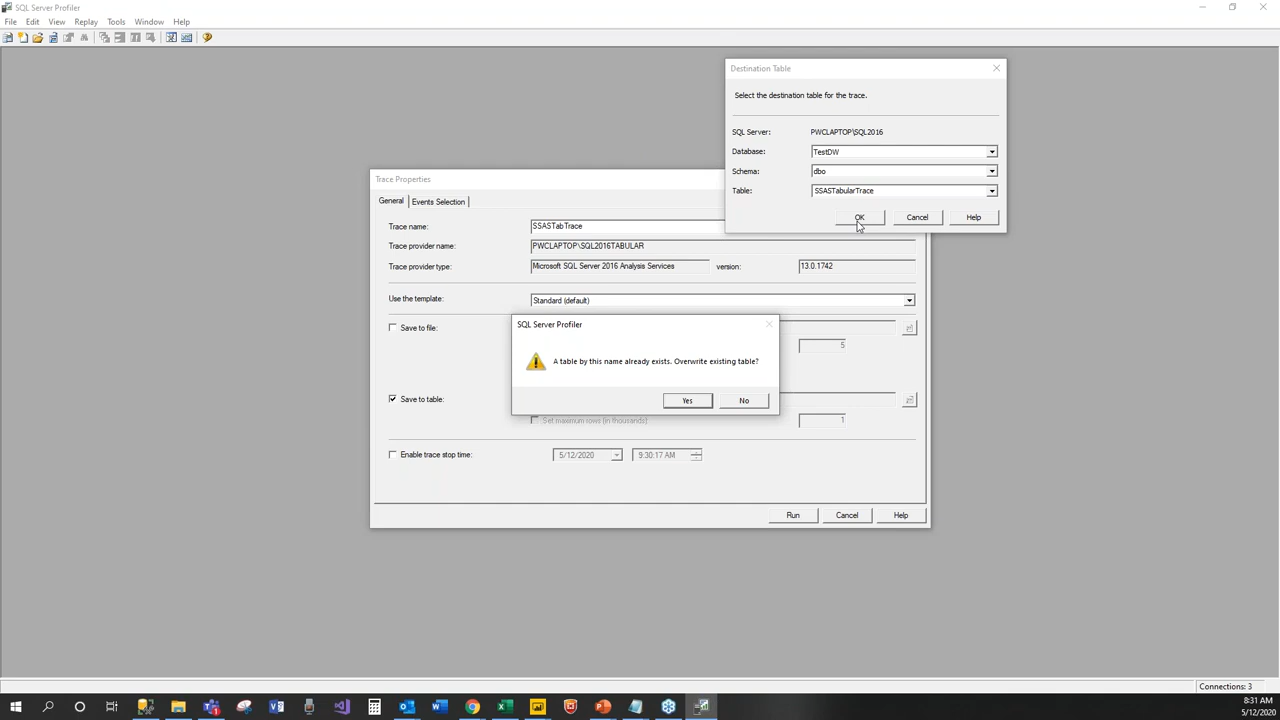 SQL Server Profiler
File Edit View Replay Tools Window Help
Destination Table
Select the destination table for the trace.
SQL Server: PWCLAPTOP\SQL2016
Database: TestDW
Schema: dbo
Table: SSASTabularTrace
OK Cancel Help
Trace Properties
General Events Selection
Trace name: SSASTabTrace
Trace provider name: PWCLAPTOP\SQL2016TABULAR
Trace provider type: Microsoft SQL Server 2016 Analysis Services version: 13.0.1742
Use the template: Standard (default)
SQL Server Profiler
Save to file:
5
A table by this name already exists. Overwrite existing table?
Save to table:
Yes No
Set maximum rows (in thousands) 1
Enable trace stop time: 5/12/2020 9:30:17 AM
Run Cancel Help
Connections: 3
8:31 AM
5/12/2020